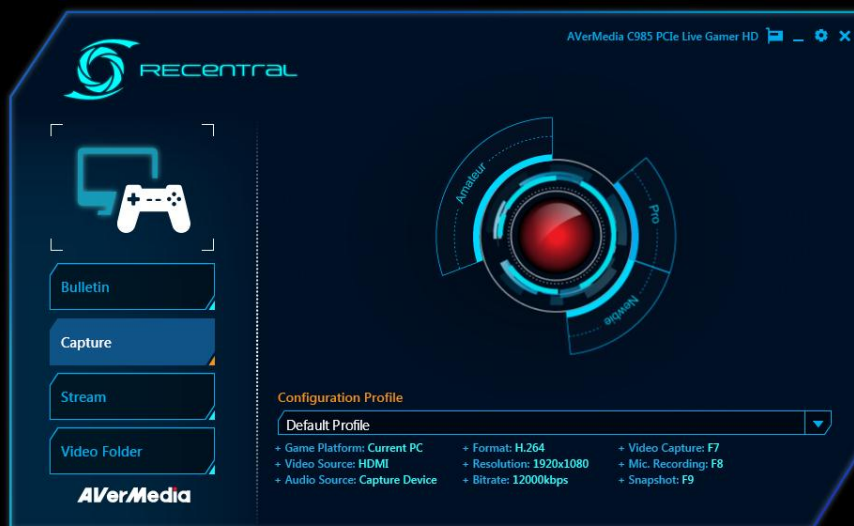 AVerMedia C985 PCIe Live Gamer HD
RECENTRAL
Amateur
Pro
Newbie
Bulletin
Capture
Stream
Video Folder
AVerMedia
Configuration Profile
Default Profile
+ Game Platform: Current PC + Format: H.264 + Video Capture: F7
+ Video Source: HDMI + Resolution: 1920x1080 + Mic. Recording: F8
+ Audio Source: Capture Device + Bitrate: 12000kbps + Snapshot: F9